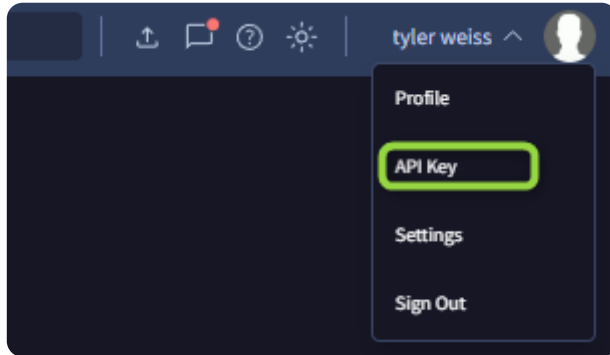 tyler weiss
Profile
API Key
Settings
Sign Out